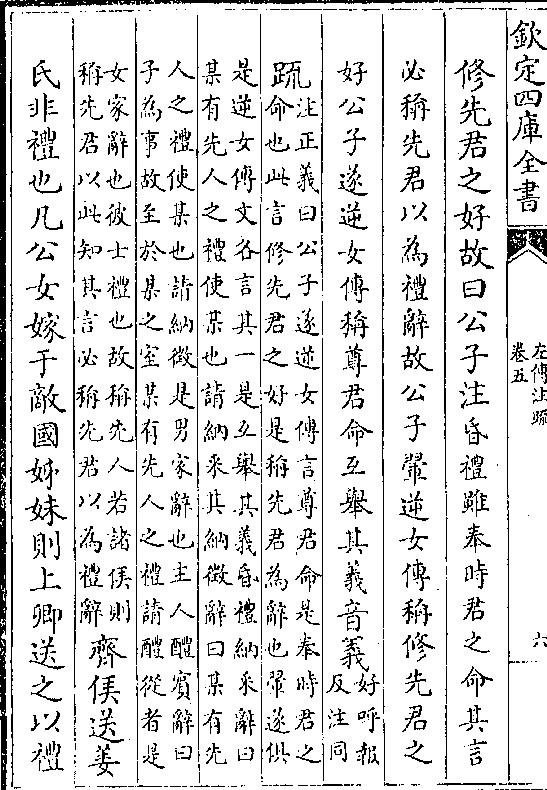 欽定四庫全書
左傳注疏
卷五
六
修先君之好故曰公子注昏禮雖奉時君之命其言
必稱先君以為禮辭故公子翬逆女傳稱修先君之
好公子遂逆女傳稱尊君命互舉其義音義好呼報
反注同
疏注正義曰公子遂逆女傳言尊君命是奉時君之
命也此言修先君之好是稱先君為辭也翬遂俱
是逆女傳文各言其一是互舉其義昏禮納采辭曰
某有先人之禮使某也請納采其納徴辭曰某有先
人之禮使某也請納徴是男家辭也主人醴賓辭曰
子為事故至於某之室某有先人之禮請醴從者是
女家辭也彼士禮也故稱先人若諸侯則
稱先君以此知其言必稱先君以為禮辭齊侯送姜
氏非禮也凡公女嫁于敵國姊妹則上卿送之以禮